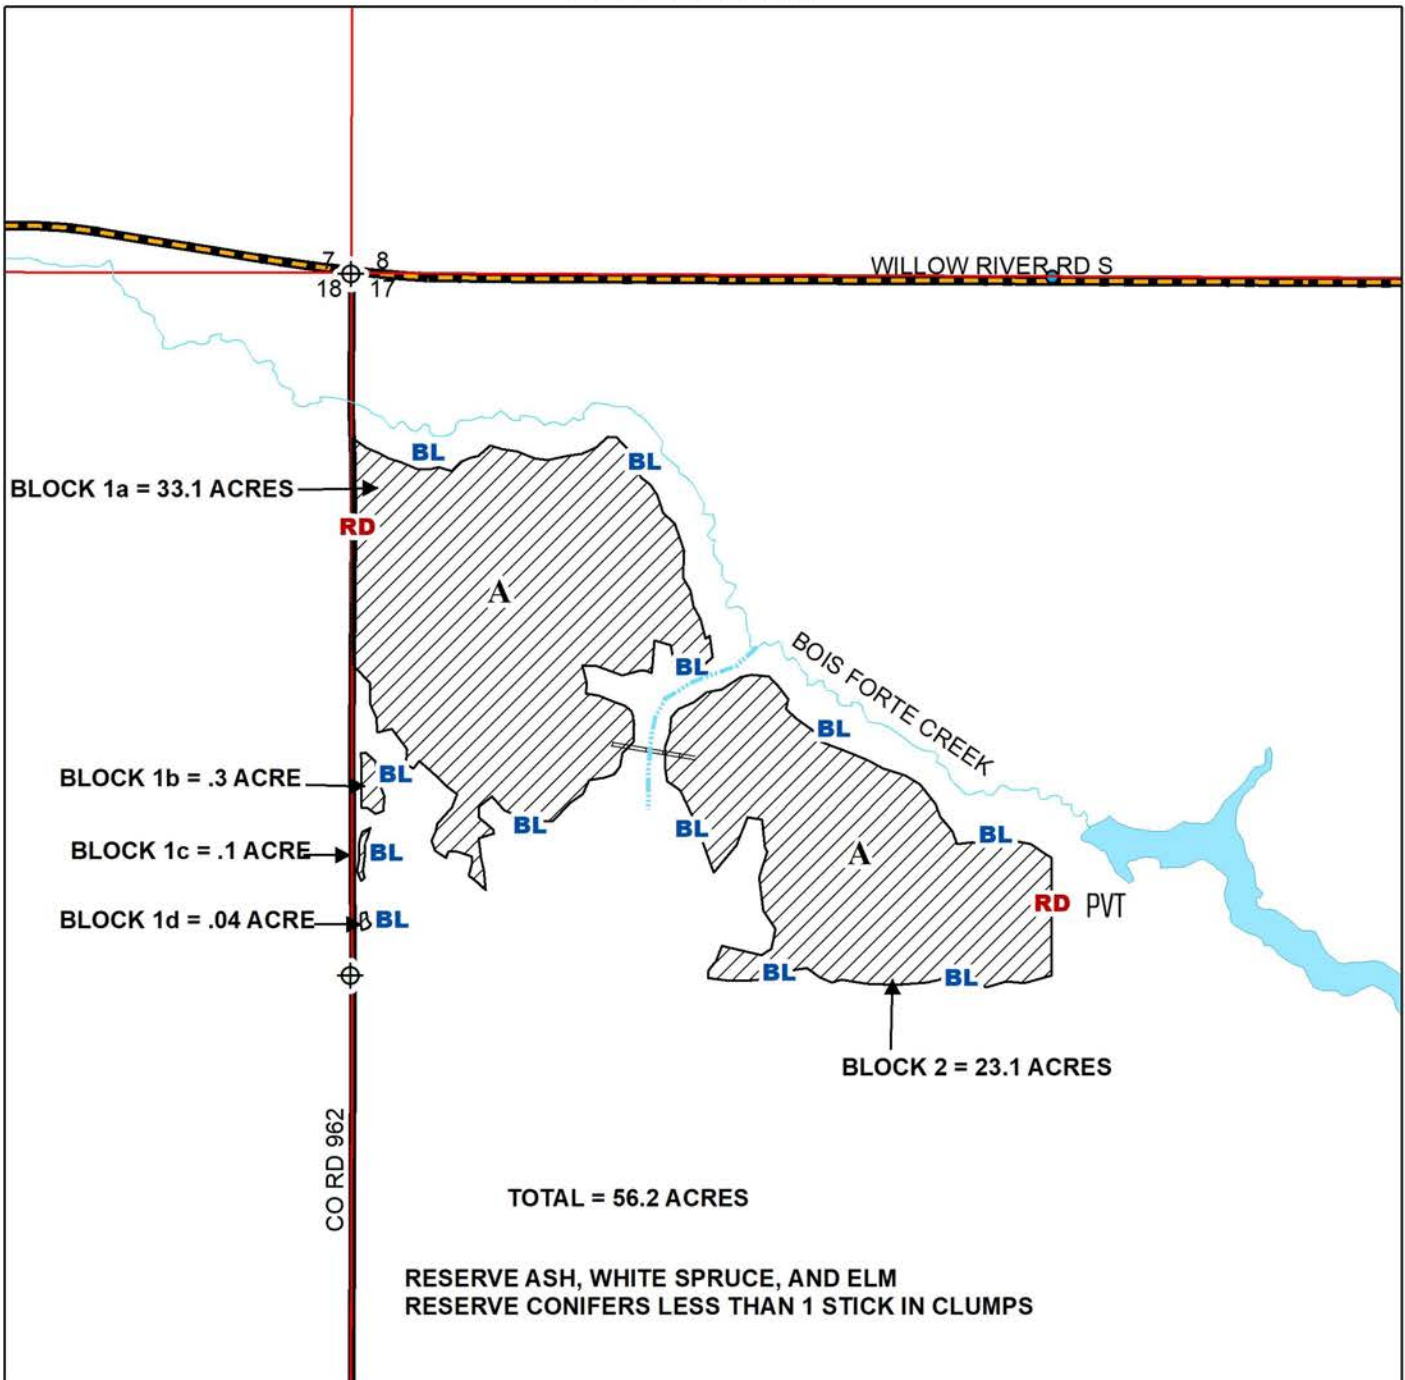 7 8
18 17
WILLOW RIVER RD S
BL
BL
BLOCK 1a = 33.1 ACRES
RD
A
BL
BOIS FORTE CREEK
BL
BLOCK 1b = .3 ACRE
BL
BL
BL
BL
BLOCK 1c = .1 ACRE
BL
A
RD PVT
BLOCK 1d = .04 ACRE
BL
BL
BL
BLOCK 2 = 23.1 ACRES
CO RD 962
TOTAL = 56.2 ACRES
RESERVE ASH, WHITE SPRUCE, AND ELM
RESERVE CONIFERS LESS THAN 1 STICK IN CLUMPS